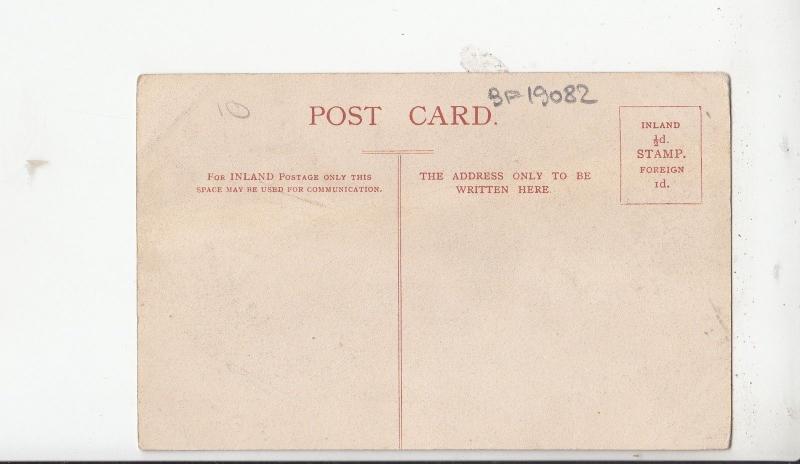 10
BF19082
POST CARD.
INLAND
½d.
STAMP.
FOREIGN
1d.
FOR INLAND POSTAGE ONLY THIS
SPACE MAY BE USED FOR COMMUNICATION.
THE ADDRESS ONLY TO BE
WRITTEN HERE.